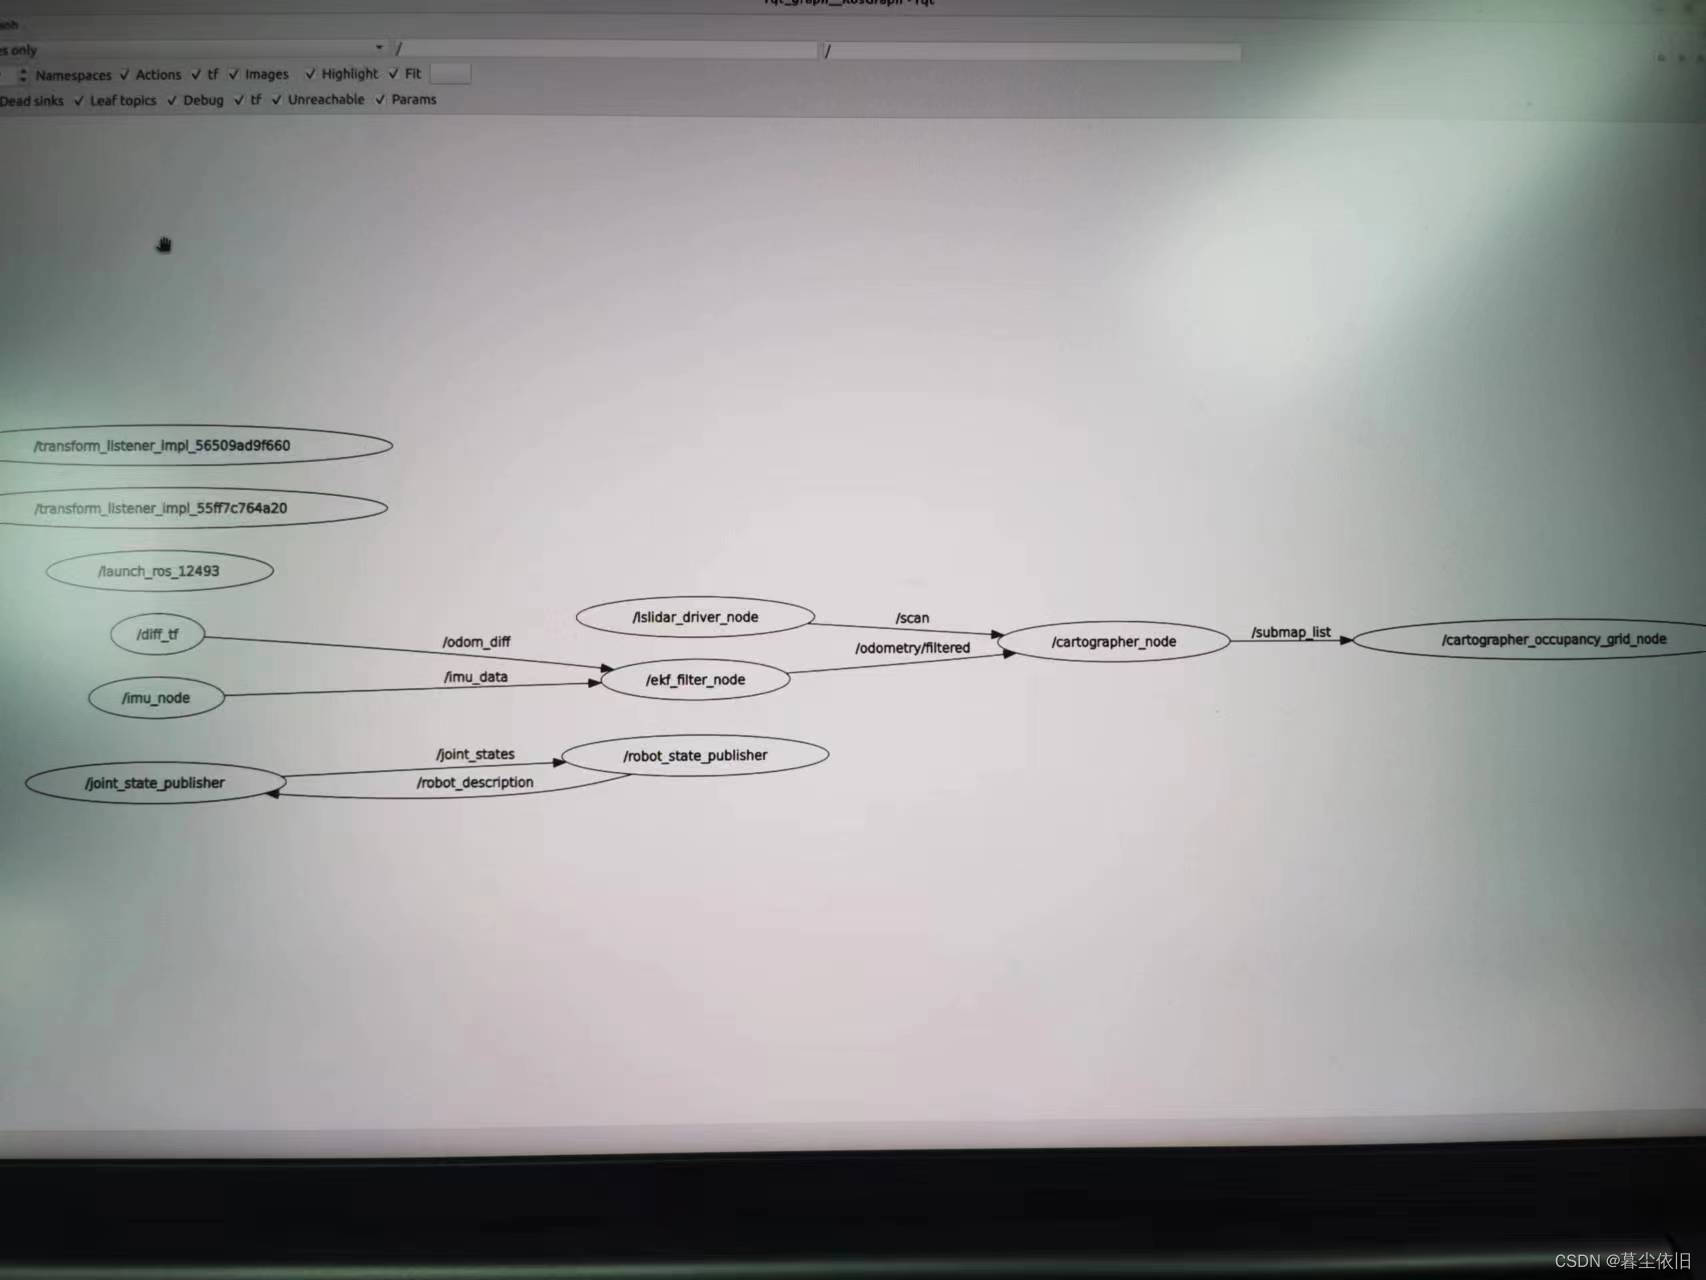 es only
/
/
Namespaces ✓ Actions ✓ tf ✓ Images ✓ Highlight ✓ Fit
Dead sinks ✓ Leaf topics ✓ Debug ✓ tf ✓ Unreachable ✓ Params
/transform_listener_impl_56509ad9f660
/transform_listener_impl_55ff7c764a20
/launch_ros_12493
/diff_tf
/odom_diff
/imu_node
/imu_data
/lslidar_driver_node
/scan
/ekf_filter_node
/odometry/filtered
/cartographer_node
/submap_list
/cartographer_occupancy_grid_node
/joint_state_publisher
/joint_states
/robot_description
/robot_state_publisher
CSDN @暮尘依旧